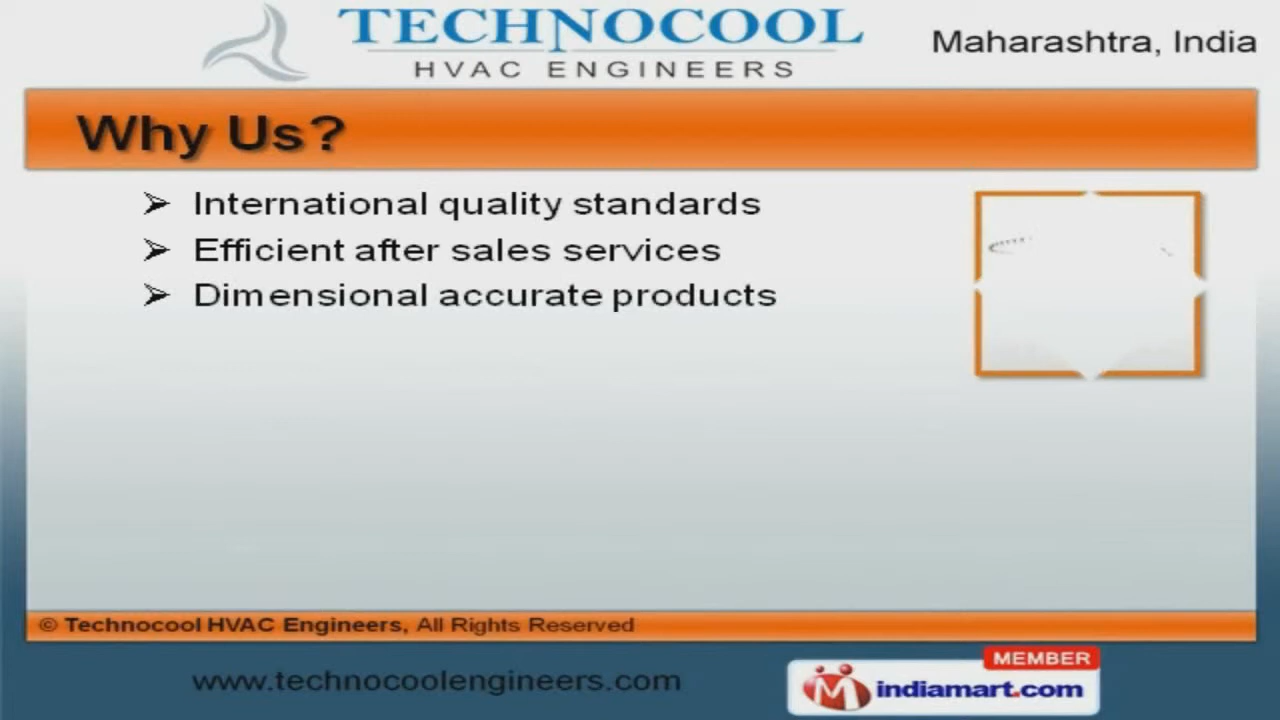 TECHNOCOOL
HVAC ENGINEERS
Maharashtra, India
Why Us?
➢ International quality standards
➢ Efficient after sales services
➢ Dimensional accurate products
© Technocool HVAC Engineers, All Rights Reserved
www.technocoolengineers.com
MEMBER
indiamart.com